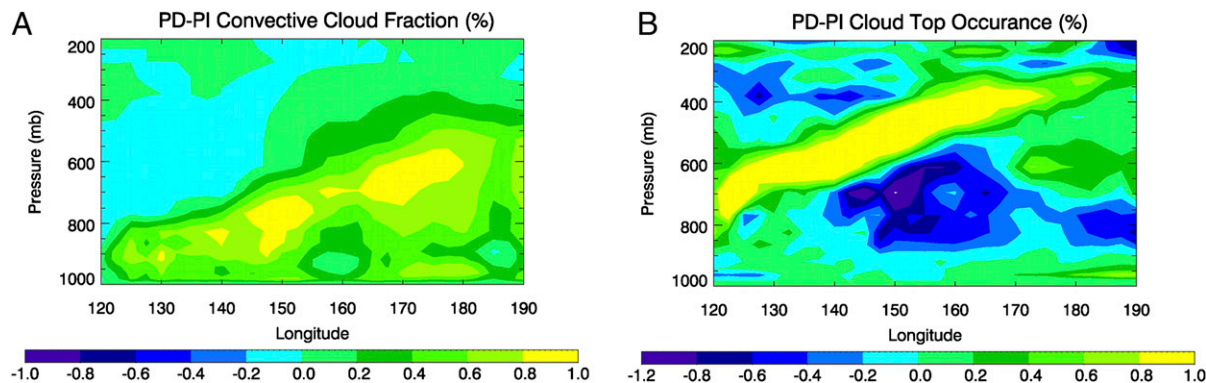 A
PD-PI Convective Cloud Fraction (%)
Pressure (mb)
200
400
600
800
1000
120 130 140 150 160 170 180 190
Longitude
-1.0 -0.8 -0.6 -0.4 -0.2 0.0 0.2 0.4 0.6 0.8 1.0
B
PD-PI Cloud Top Occurance (%)
Pressure (mb)
200
400
600
800
1000
120 130 140 150 160 170 180 190
Longitude
-1.2 -0.8 -0.6 -0.4 -0.2 0.0 0.2 0.4 0.6 0.8 1.0